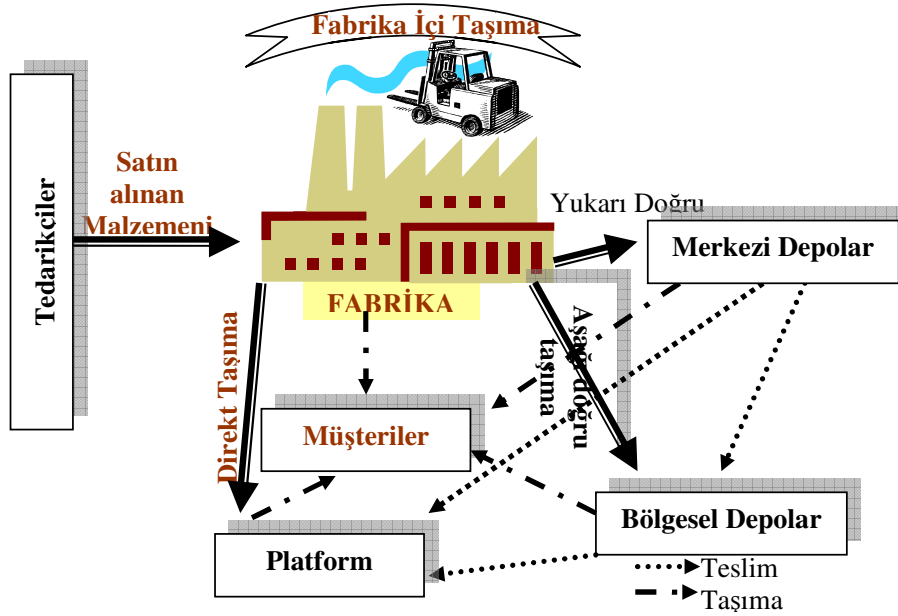 Fabrika İçi Taşıma
Tedarikciler
Satın
alınan
Malzemeni
Yukarı Doğru
Merkezi Depolar
FABRİKA
Direkt Taşıma
Aşağı doğru
taşıma
Müşteriler
Bölgesel Depolar
Platform
Teslim
Taşıma